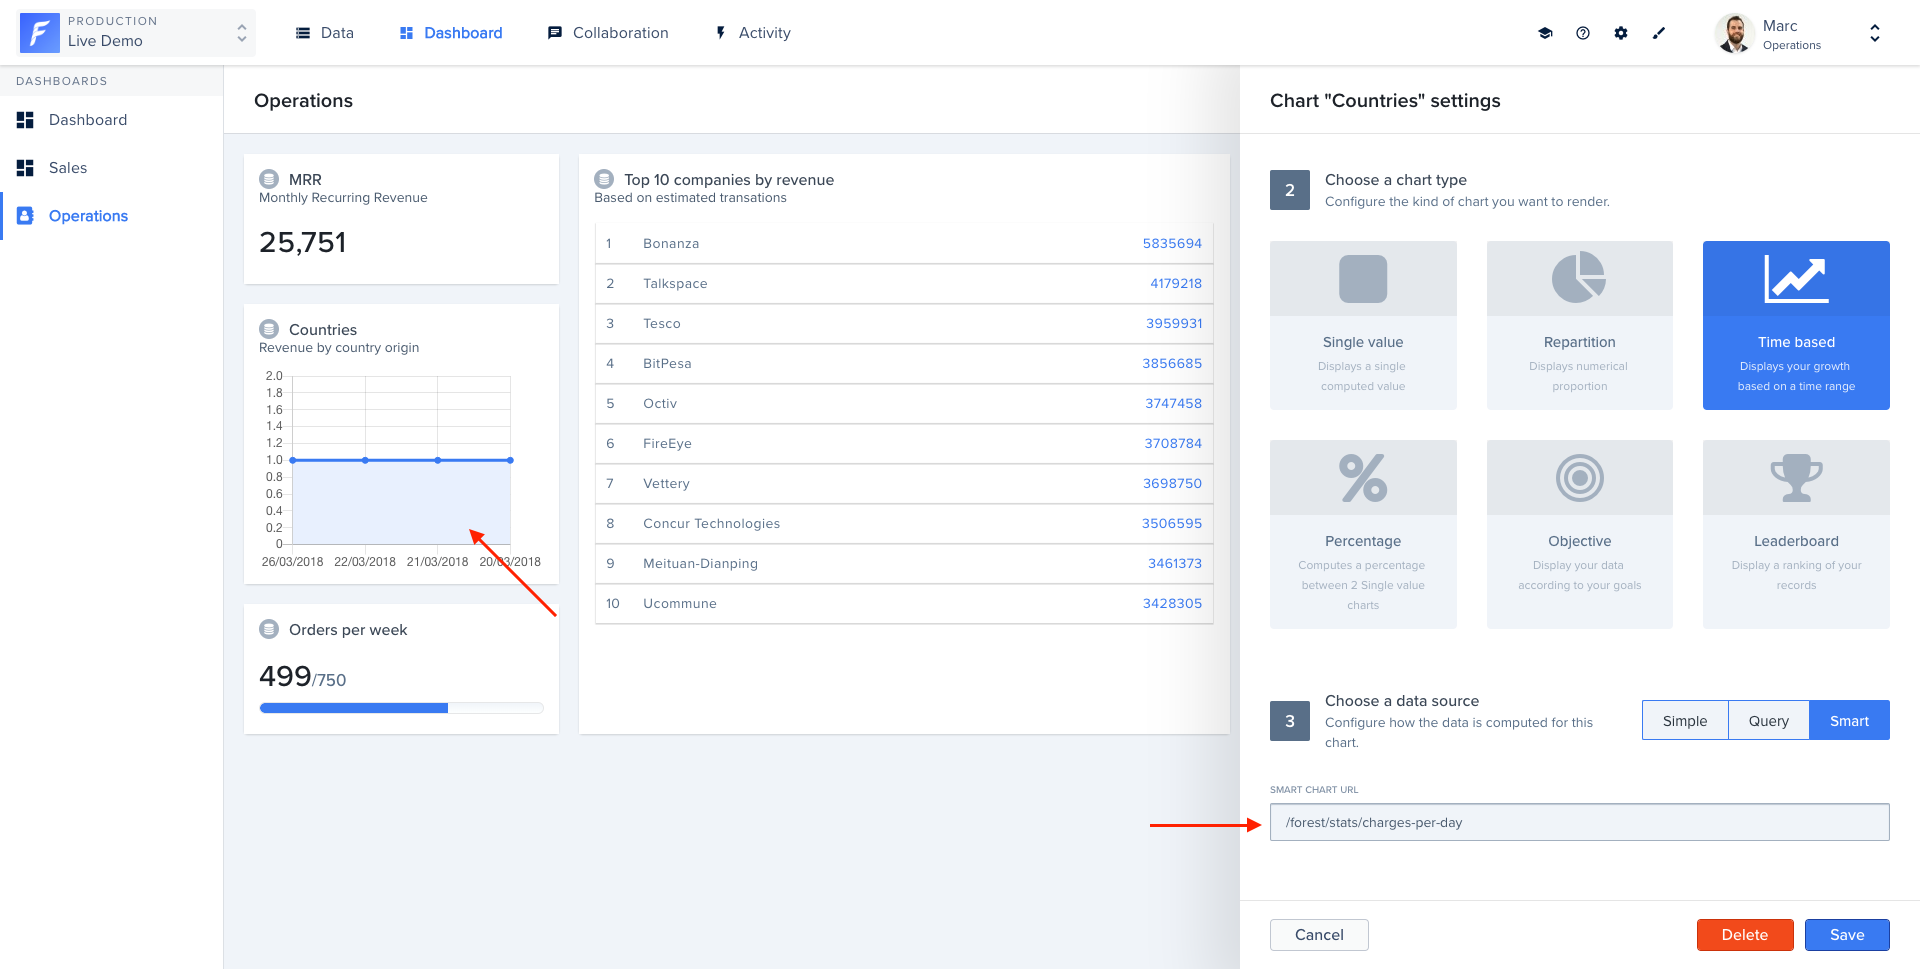 PRODUCTION
Live Demo
Data
Dashboard
Collaboration
Activity
Marc
Operations
DASHBOARDS
Dashboard
Sales
Operations
Operations
MRR
Monthly Recurring Revenue
25,751
Countries
Revenue by country origin
2.0
1.8
1.6
1.4
1.2
1.0
0.8
0.6
0.4
0.2
0
26/03/2018 22/03/2018 21/03/2018 20/03/2018
Orders per week
499/750
Top 10 companies by revenue
Based on estimated transations
1 Bonanza 5835694
2 Talkspace 4179218
3 Tesco 3959931
4 BitPesa 3856685
5 Octiv 3747458
6 FireEye 3708784
7 Vettery 3698750
8 Concur Technologies 3506595
9 Meituan-Dianping 3461373
10 Ucommune 3428305
Chart "Countries" settings
2
Choose a chart type
Configure the kind of chart you want to render.
Single value
Displays a single
computed value
Repartition
Displays numerical
proportion
Time based
Displays your growth
based on a time range
Percentage
Computes a percentage
between 2 Single value
charts
Objective
Display your data
according to your goals
Leaderboard
Display a ranking of your
records
3
Choose a data source
Configure how the data is computed for this
chart.
Simple
Query
Smart
SMART CHART URL
/forest/stats/charges-per-day
Cancel
Delete
Save